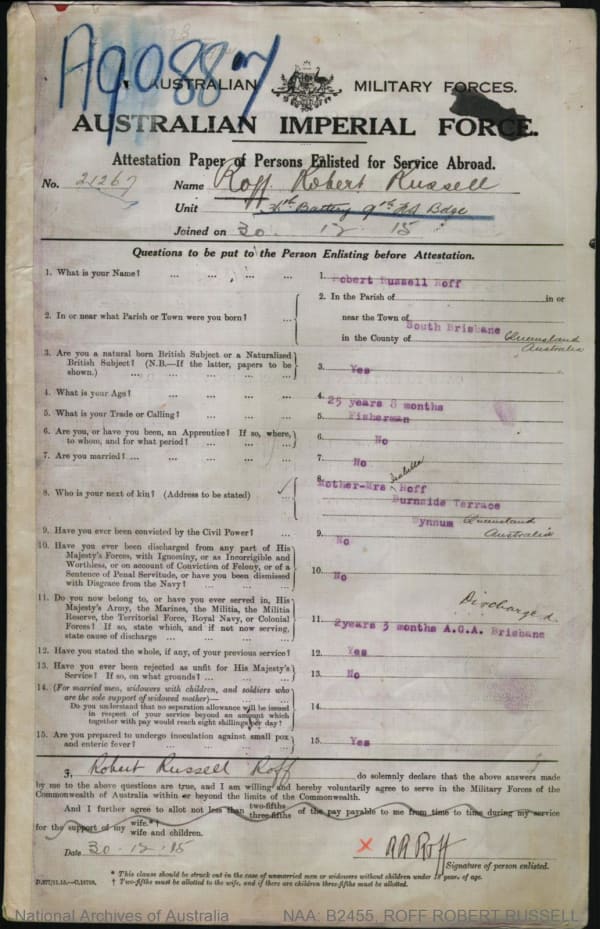 AUSTRALIAN MILITARY FORCES.
AUSTRALIAN IMPERIAL FORCE.
Attestation Paper of Persons Enlisted for Service Abroad.
No. 21267 Name Roff Robert Russell
Unit 36th Battery 9th FA Bdge
Joined on 30 . 12 . 15
Questions to be put to the Person Enlisting before Attestation.
1. What is your Name? ... ... ... ... 1. Robert Russell Roff
2. In or near what Parish or Town were you born? ... 2. In the Parish of in or
near the Town of South Brisbane
in the County of Queensland Australia
3. Are you a natural born British Subject or a Naturalized
British Subject? (N.B.—If the latter, papers to be
shown.) ... ... ... ... 3. Yes
4. What is your Age? ... ... ... ... 4. 25 years 8 months
5. What is your Trade or Calling? ... ... ... 5. Fisherman
6. Are you, or have you been, an Apprentice? If so, where,
to whom, and for what period? ... ... ... 6. No
7. Are you married? ... ... ... ... ... 7. No
8. Who is your next of kin? (Address to be stated) 8. Mother-Mrs Isabella Roff
Burnside Terrace
Wynnum Queensland
Australia
9. Have you ever been convicted by the Civil Power? ... 9. No
10. Have you ever been discharged from any part of His
Majesty's Forces, with Ignominy, or as Incorrigible and
Worthless, or on account of Conviction of Felony, or of a
Sentence of Penal Servitude, or have you been dismissed
with Disgrace from the Navy? ... ... ... 10. No
11. Do you now belong to, or have you ever served in, His
Majesty's Army, the Marines, the Militia, the Militia
Reserve, the Territorial Force, Royal Navy, or Colonial
Forces? If so, state which, and if not now serving,
state cause of discharge ... ... ... 11. 2years 3 months A.G.A. Brisbane Discharged.
12. Have you stated the whole, if any, of your previous service? 12. Yes
13. Have you ever been rejected as unfit for His Majesty's
Service? If so, on what grounds? ... ... ... 13. No
14. (For married men, widowers with children, and soldiers who
are the sole support of widowed mother)—
Do you understand that no separation allowance will be issued
in respect of your service beyond an amount which
together with pay would reach eight shillings per day? 14.
15. Are you prepared to undergo inoculation against small pox
and enteric fever? ... ... ... ... 15. Yes
I, Robert Russell Roff do solemnly declare that the above answers made
by me to the above questions are true, and I am willing and hereby voluntarily agree to serve in the Military Forces of the
Commonwealth of Australia within or beyond the limits of the Commonwealth.
And I further agree to allot not less than two-fifths three-fifths of the pay payable to me from time to time during my service
for the support of my wife.*† wife and children.
Date 30-12-15 × RRRoff
Signature of person enlisted.
* This clause should be struck out in the case of unmarried men or widowers without children under 18 years of age.
† Two-fifths must be allotted to the wife, and if there are children three-fifths must be allotted.
National Archives of Australia NAA: B2455, ROFF ROBERT RUSSELL